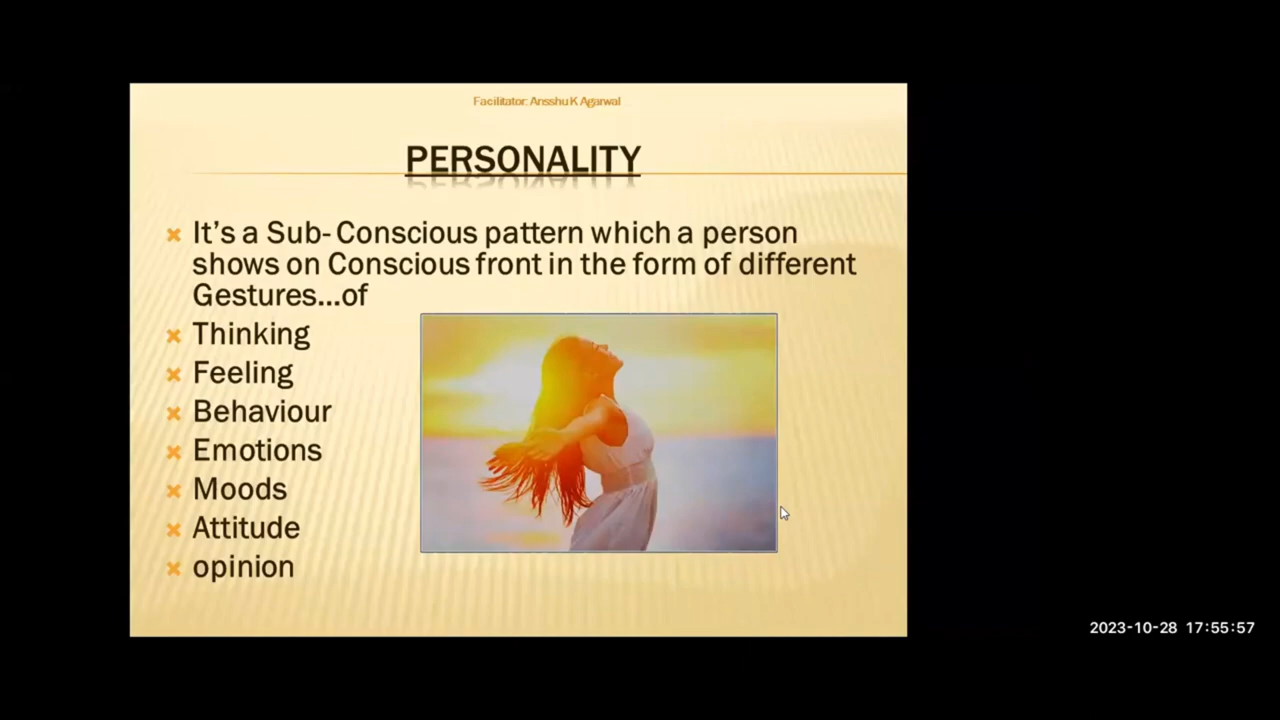 Facilitator: Ansshu K Agarwal
PERSONALITY
It's a Sub- Conscious pattern which a person
shows on Conscious front in the form of different
Gestures...of
Thinking
Feeling
Behaviour
Emotions
Moods
Attitude
opinion
2023-10-28 17:55:57